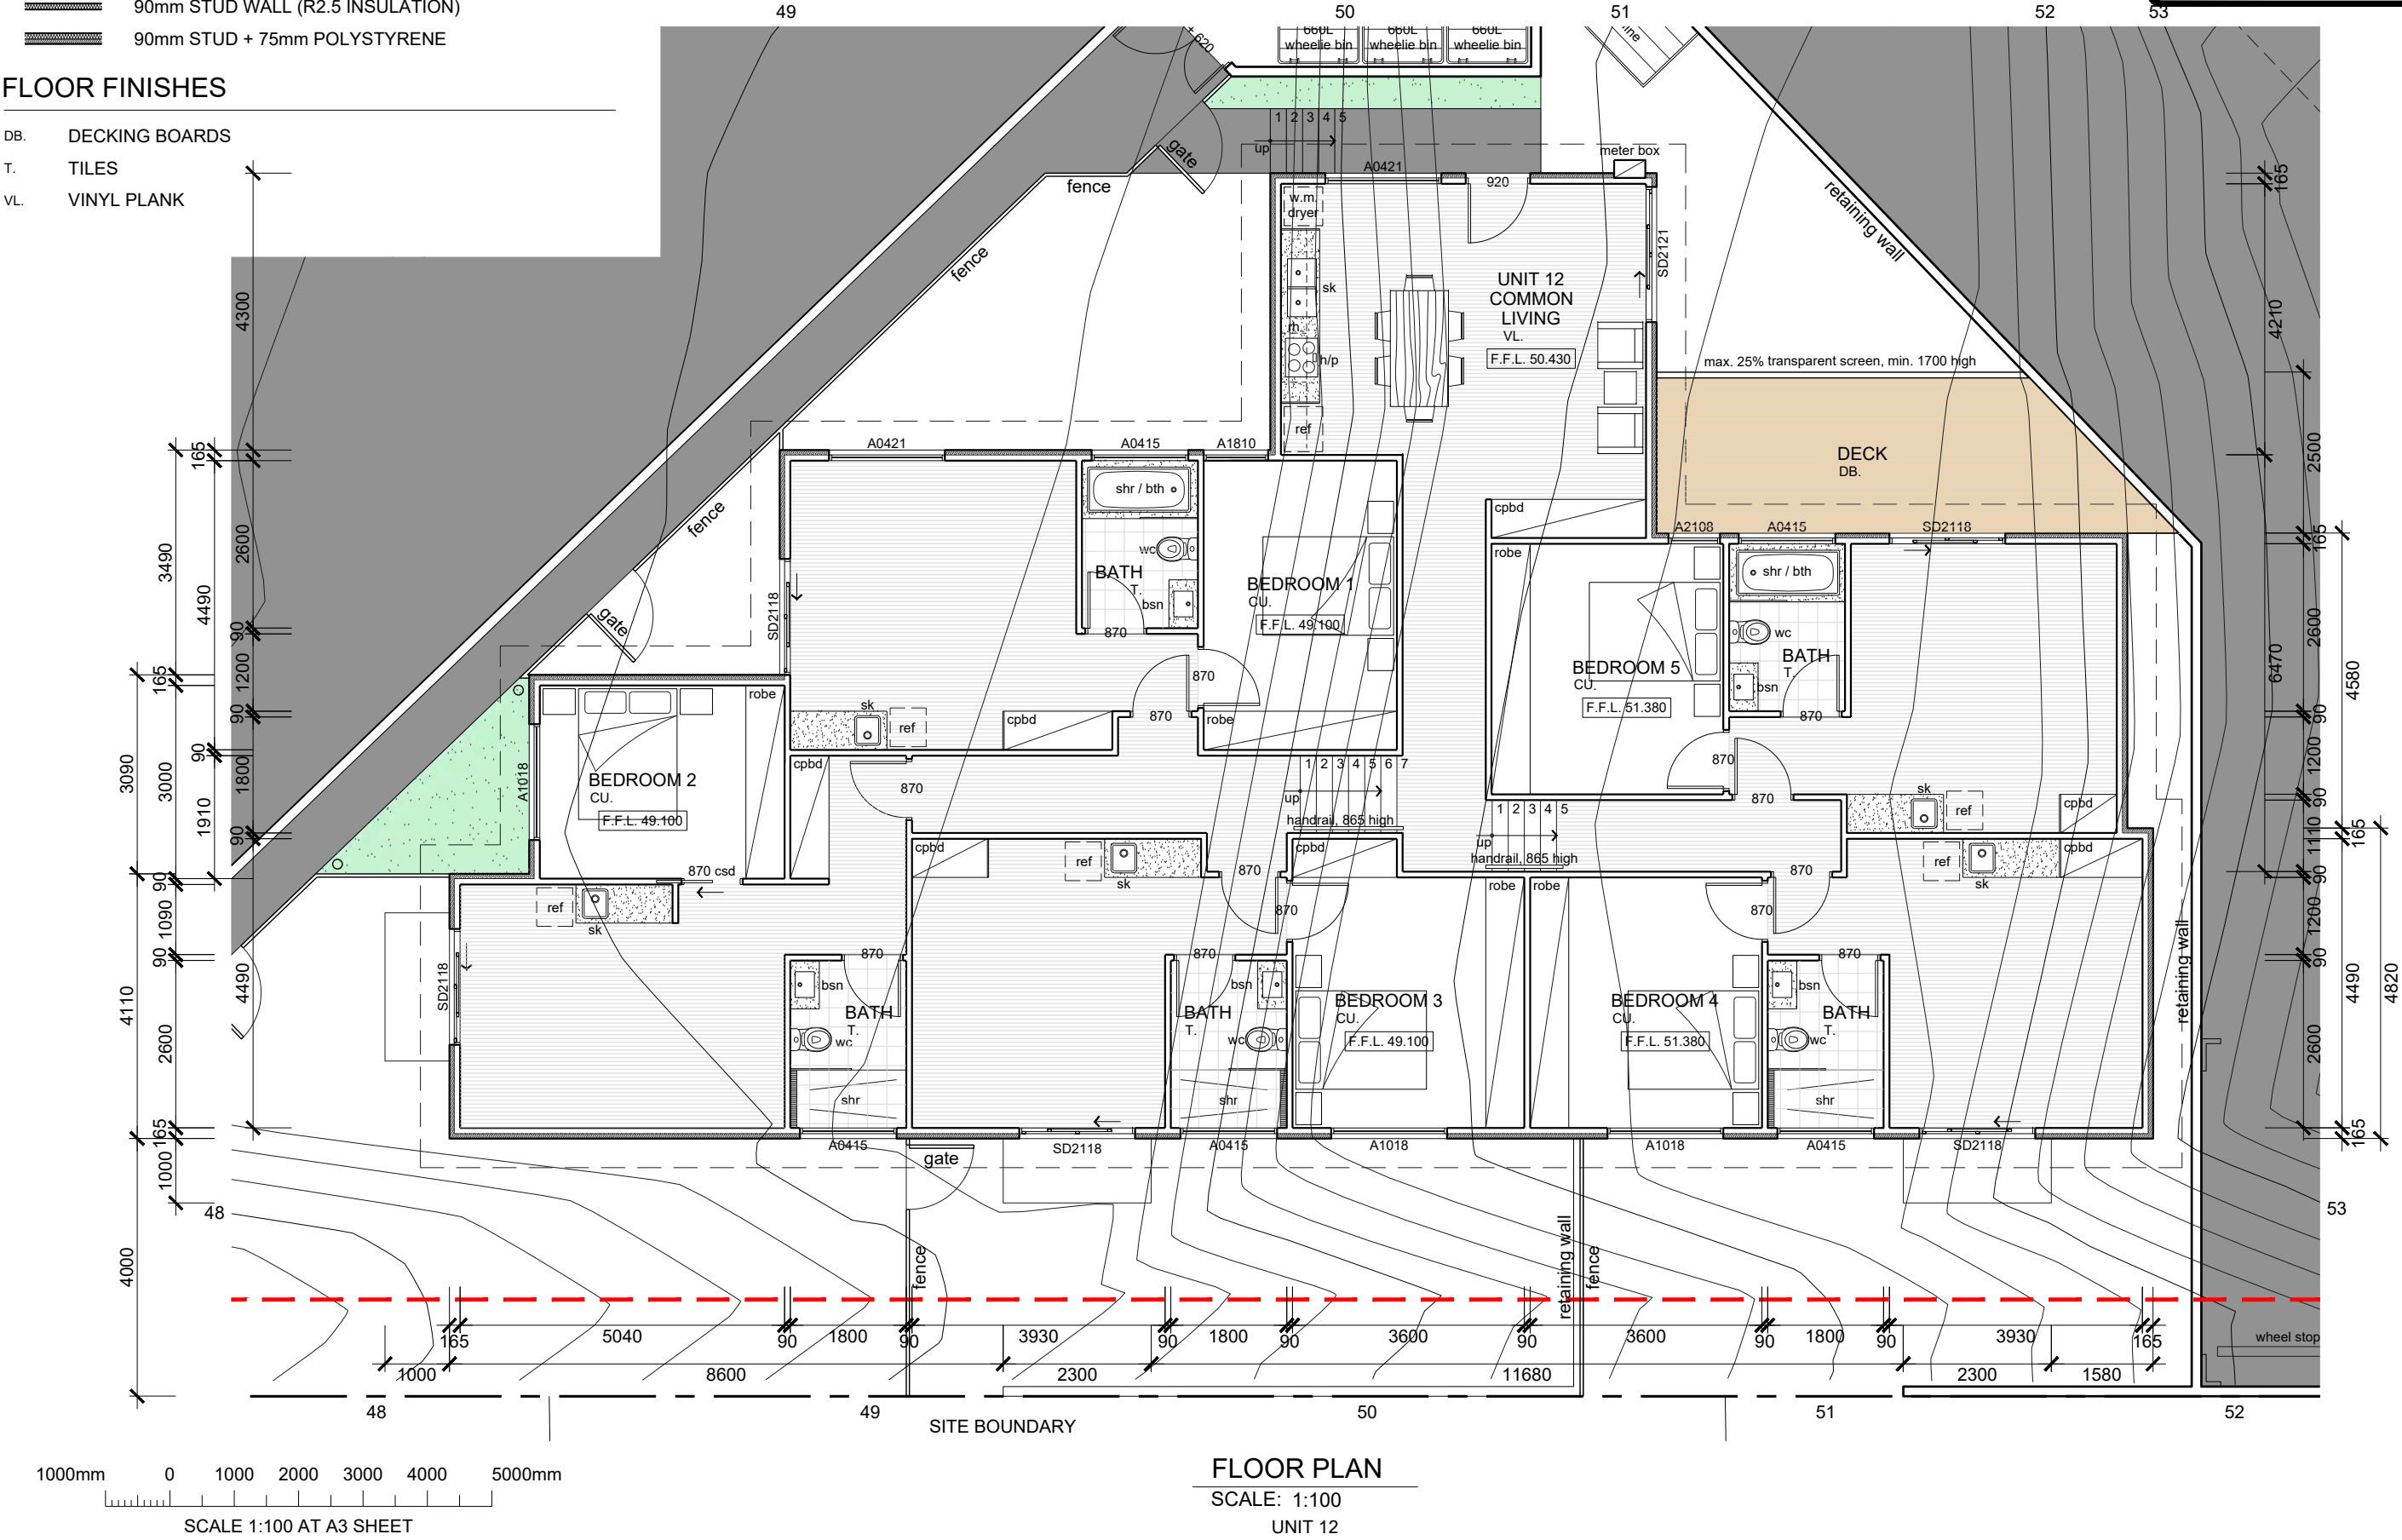 90mm STUD WALL (R2.5 INSULATION)
90mm STUD + 75mm POLYSTYRENE
FLOOR FINISHES
DB. DECKING BOARDS
T. TILES
VL. VINYL PLANK
49 50 51 52 53
+ 620
660L wheelie bin
660L wheelie bin
660L wheelie bin
1 2 3 4 5
up
gate
fence
A0421
920
meter box
w.m.
dryer
retaining wall
SD2121
fence
sk
rh
h/p
ref
UNIT 12
COMMON
LIVING
VL.
F.F.L. 50.430
max. 25% transparent screen, min. 1700 high
DECK
DB.
A0421
A0415
A1810
fence
shr / bth
wc
BATH
T.
bsn
870
BEDROOM 1
CU.
F.F.L. 49.100
cpbd
A2108
A0415
SD2118
robe
shr / bth
wc
BATH
T.
bsn
870
BEDROOM 5
CU.
F.F.L. 51.380
SD2118
gate
870
870
robe
sk
ref
cpbd
robe
BEDROOM 2
CU.
F.F.L. 49.100
A1018
cpbd
870
1 2 3 4 5 6 7
up
handrail, 865 high
870
870
sk
ref
cpbd
1 2 3 4 5
up
handrail, 865 high
870 csd
ref
sk
cpbd
ref
sk
870
cpbd
870
robe
robe
870
870
ref
sk
cpbd
SD2118
870
bsn
BATH
T.
wc
shr
870
bsn
BATH
T.
wc
shr
BEDROOM 3
CU.
F.F.L. 49.100
BEDROOM 4
CU.
F.F.L. 51.380
870
bsn
BATH
T.
wc
shr
retaining wall
A0415
gate
SD2118
A0415
A1018
A1018
A0415
SD2118
fence
retaining wall
fence
48
53
4300
165
2600
3490
4490
90
1200
165
90
90
3090
3000
1800
1910
90
90
1090
90
4490
4110
2600
165
1000
4000
165
4210
2500
165
2600
6470
4580
90
1200
90
1110
165
90
1200
90
4490
4820
2600
165
165 5040 90 1800 90 3930 90 1800 90 3600 90 3600 90 1800 90 3930 165
1000 8600 2300 11680 2300 1580
wheel stop
48 49 50 51 52
SITE BOUNDARY
1000mm 0 1000 2000 3000 4000 5000mm
SCALE 1:100 AT A3 SHEET
FLOOR PLAN
SCALE: 1:100
UNIT 12